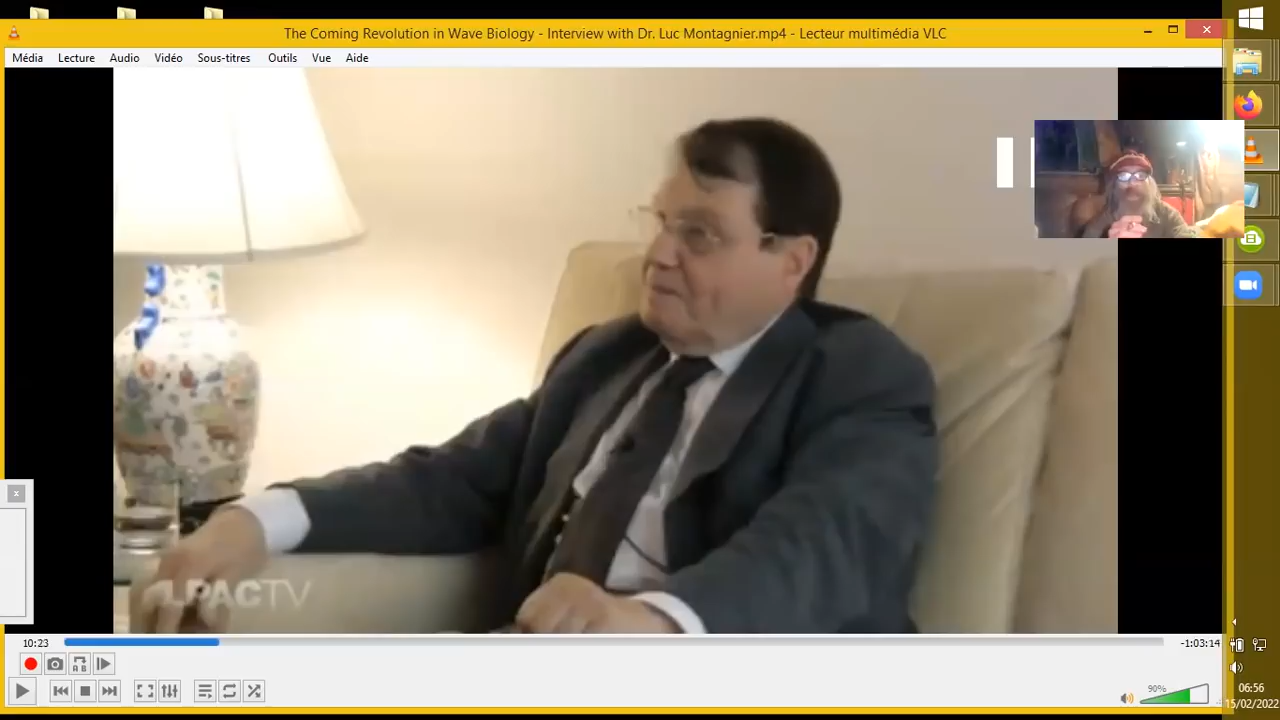 The Coming Revolution in Wave Biology - Interview with Dr. Luc Montagnier.mp4 - Lecteur multimédia VLC
Média Lecture Audio Vidéo Sous-titres Outils Vue Aide
LPACTV
10:23 -1:03:14
90%
06:56
15/02/2022